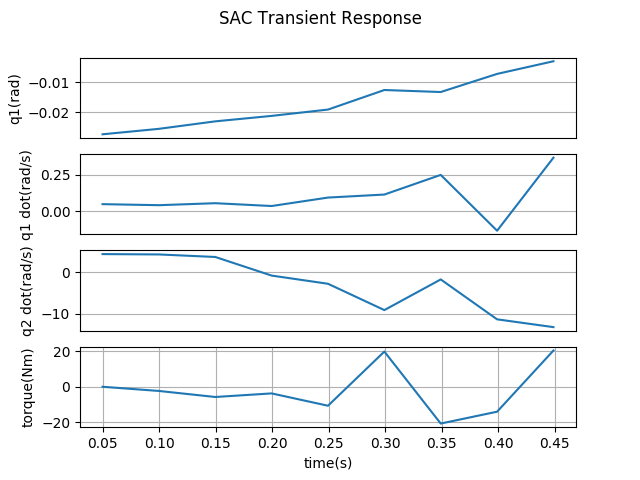 SAC Transient Response
q1(rad)
−0.01
−0.02
q1 dot(rad/s)
0.25
0.00
q2 dot(rad/s)
0
−10
torque(Nm)
20
0
−20
0.05 0.10 0.15 0.20 0.25 0.30 0.35 0.40 0.45
time(s)